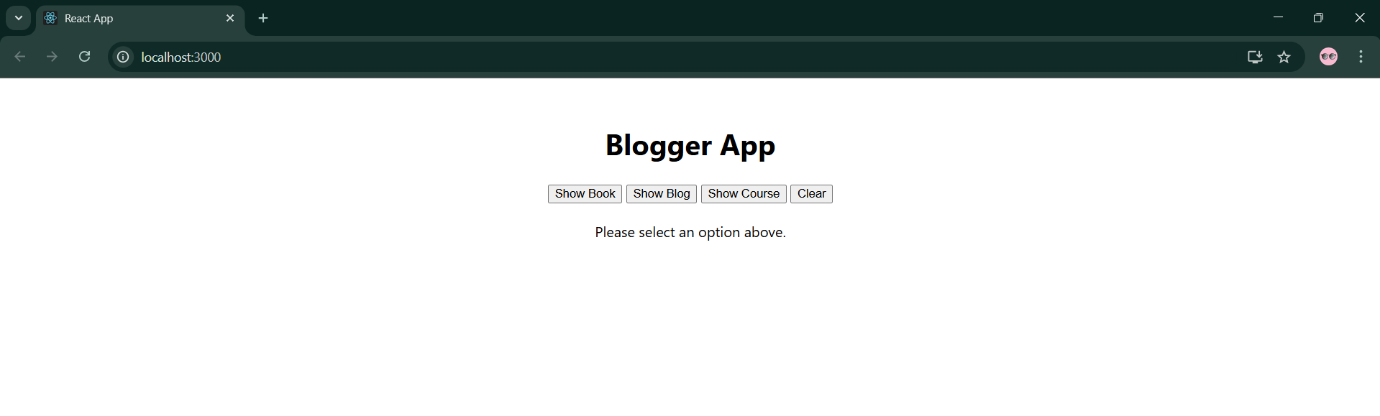 React App
localhost:3000
Blogger App
Show Book Show Blog Show Course Clear
Please select an option above.